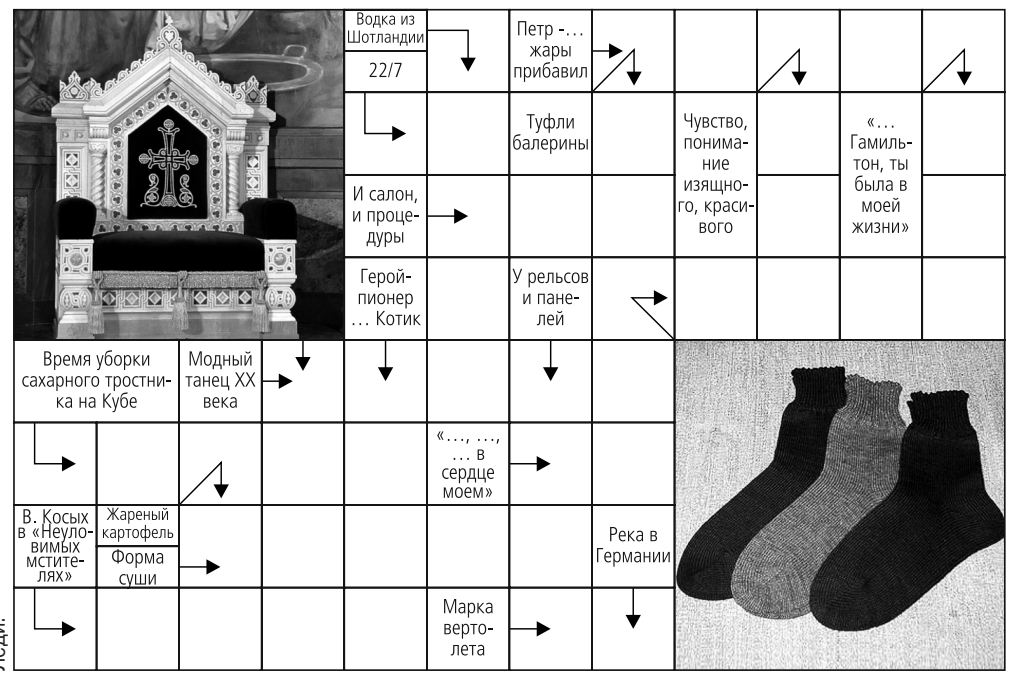 Водка из
Шотландии
22/7
Петр -…
жары
прибавил
Туфли
балерины
Чувство,
понима-
ние
изящно-
го, краси-
вого
«…
Гамиль-
тон, ты
была в
моей
жизни»
И салон,
и проце-
дуры
Герой-
пионер
… Котик
У рельсов
и пане-
лей
Время уборки
сахарного тростни-
ка на Кубе
Модный
танец XX
века
«…, …,
… в
сердце
моем»
В. Косых
в «Неуло-
вимых
мстите-
лях»
Жареный
картофель
Форма
суши
Река в
Германии
Марка
верто-
лета